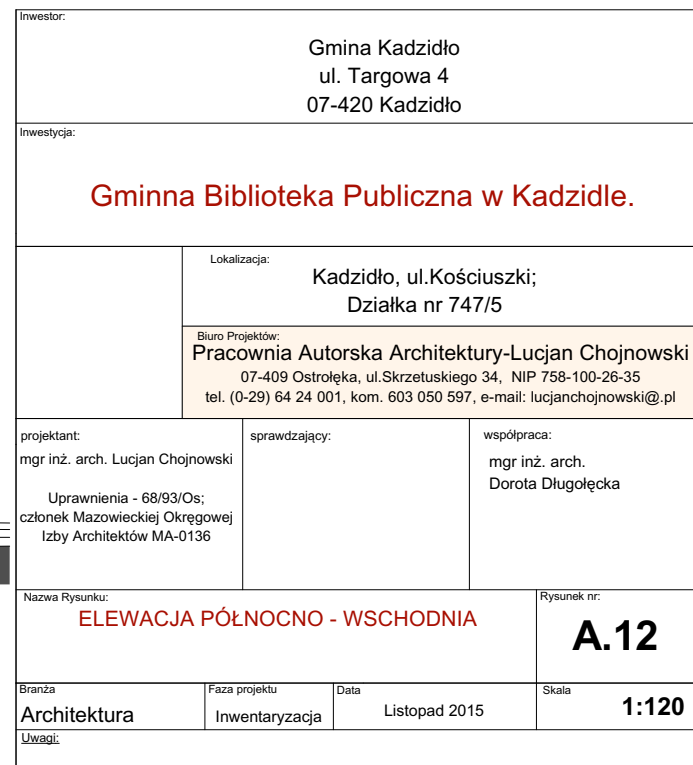 Inwestor:
Gmina Kadzidło
ul. Targowa 4
07-420 Kadzidło
Inwestycja:
Gminna Biblioteka Publiczna w Kadzidle.
Lokalizacja:
Kadzidło, ul.Kościuszki;
Działka nr 747/5
Biuro Projektów:
Pracownia Autorska Architektury-Lucjan Chojnowski
07-409 Ostrołęka, ul.Skrzetuskiego 34, NIP 758-100-26-35
tel. (0-29) 64 24 001, kom. 603 050 597, e-mail: lucjanchojnowski@.pl
projektant:
mgr inż. arch. Lucjan Chojnowski
Uprawnienia - 68/93/Os;
członek Mazowieckiej Okręgowej
Izby Architektów MA-0136
sprawdzający:
współpraca:
mgr inż. arch.
Dorota Długołęcka
Nazwa Rysunku:
ELEWACJA PÓŁNOCNO - WSCHODNIA
Rysunek nr:
A.12
Branża
Architektura
Faza projektu
Inwentaryzacja
Data
Listopad 2015
Skala
1:120
Uwagi: